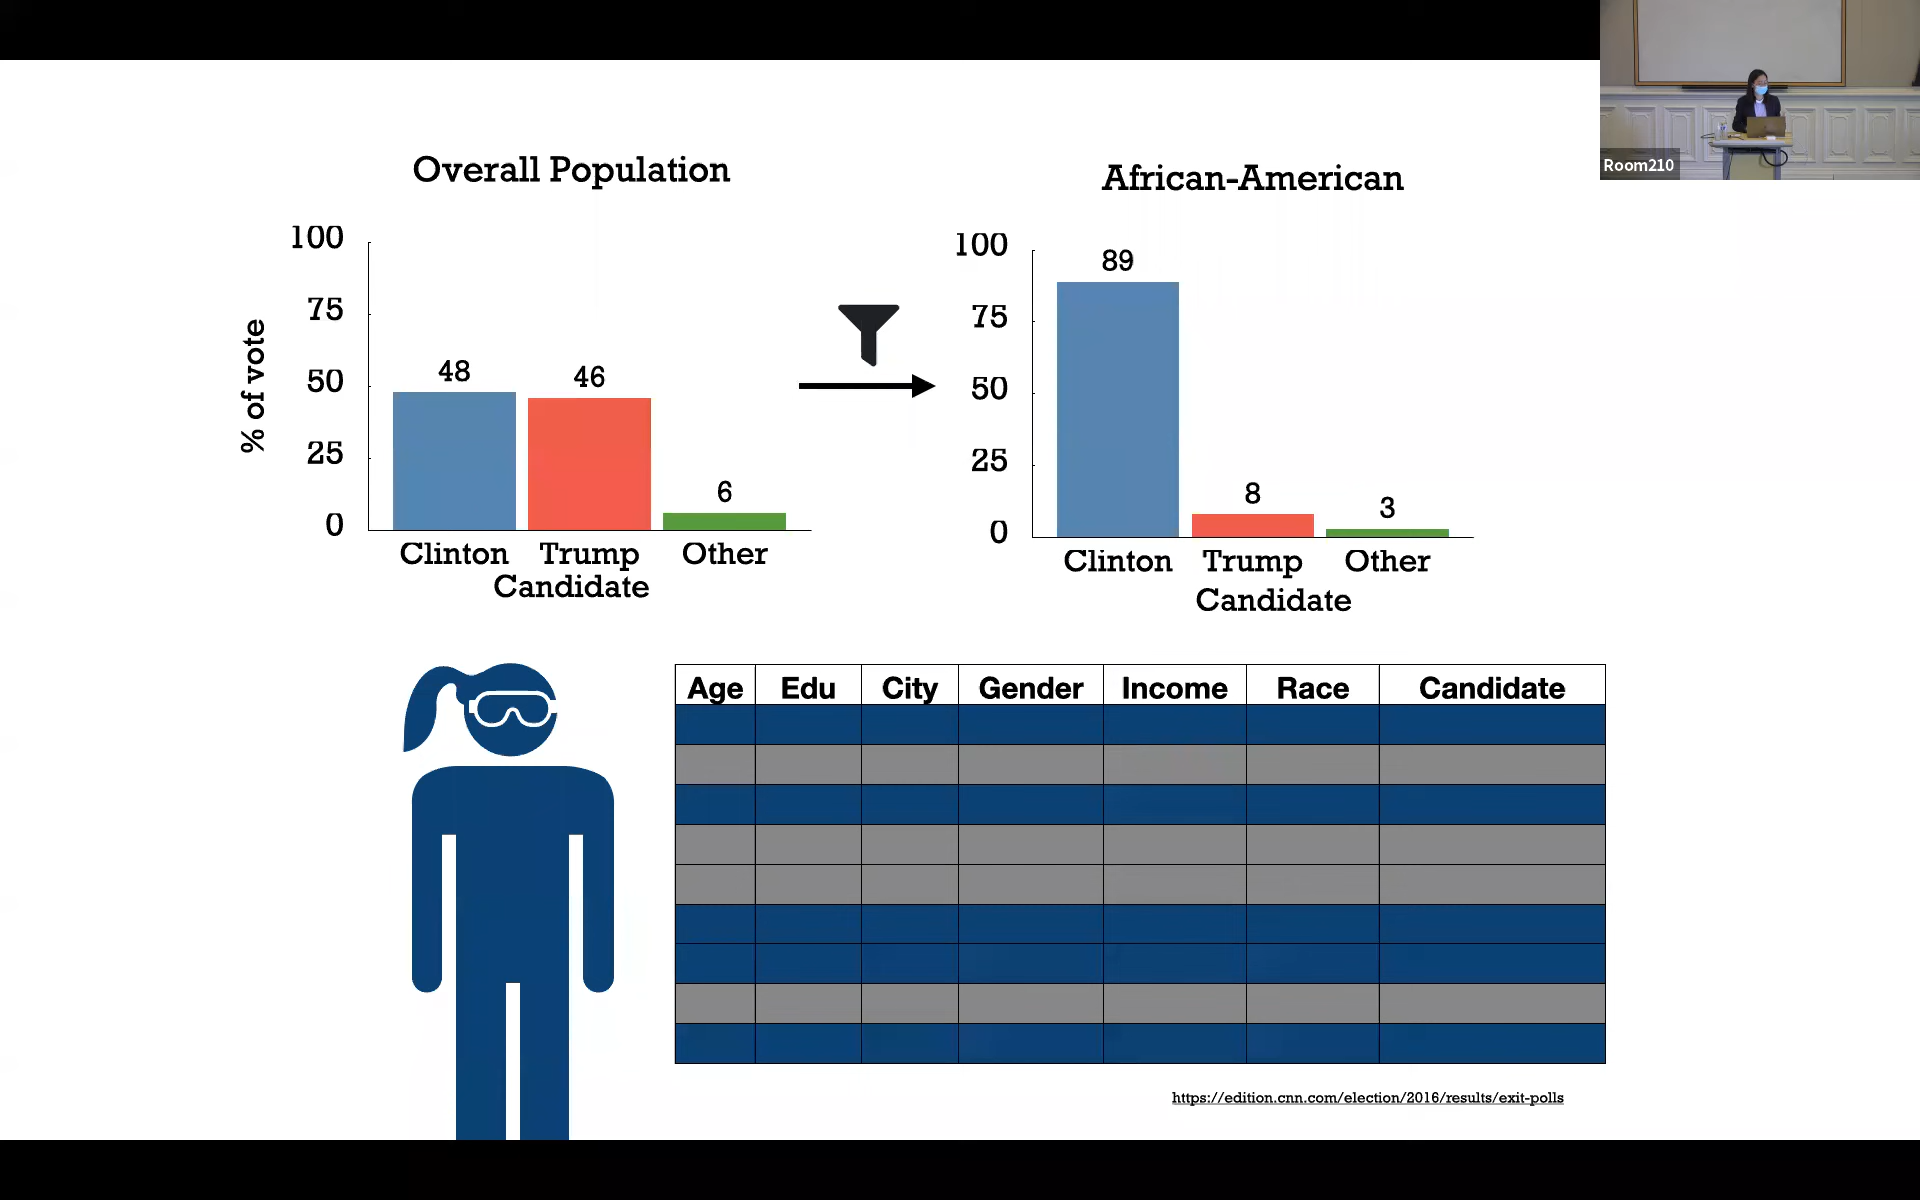 Overall Population
100
75
50
25
0
% of vote
48
46
6
Clinton Trump Other
Candidate
African-American
100
75
50
25
0
89
8
3
Clinton Trump Other
Candidate
Room210
Age Edu City Gender Income Race Candidate
https://edition.cnn.com/election/2016/results/exit-polls